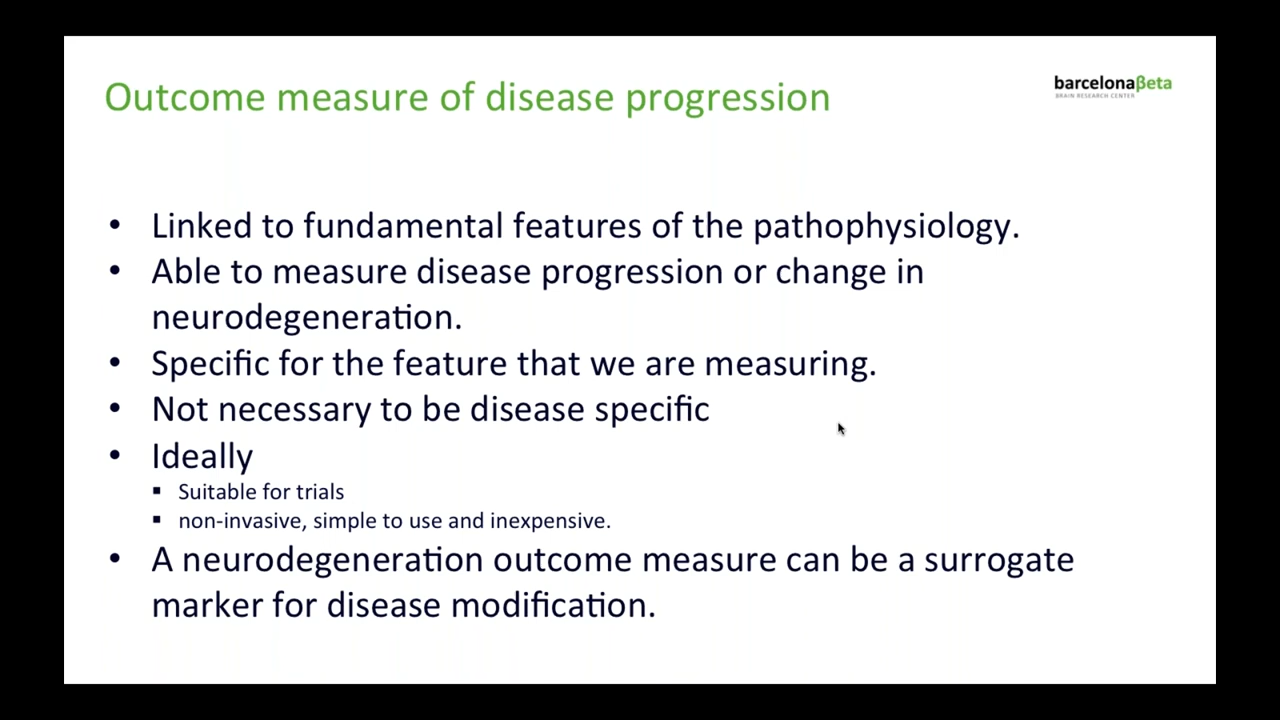 Outcome measure of disease progression
barcelonaβeta
BRAIN RESEARCH CENTER
• Linked to fundamental features of the pathophysiology.
• Able to measure disease progression or change in
neurodegeneration.
• Specific for the feature that we are measuring.
• Not necessary to be disease specific
• Ideally
▪ Suitable for trials
▪ non-invasive, simple to use and inexpensive.
• A neurodegeneration outcome measure can be a surrogate
marker for disease modification.